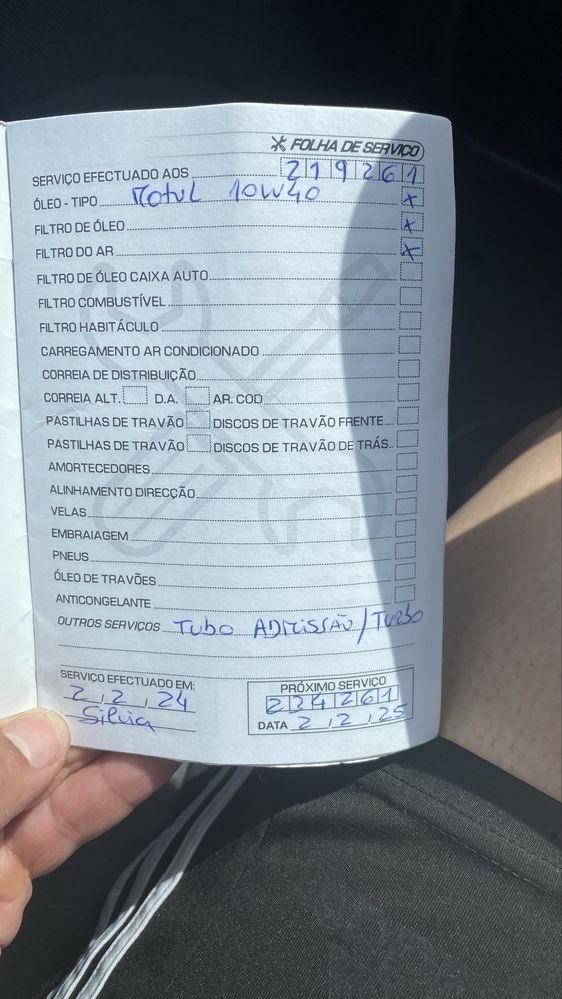 FOLHA DE SERVIÇO
SERVIÇO EFECTUADO AOS 219261
ÓLEO - TIPO Motul 10W40 x
FILTRO DE ÓLEO x
FILTRO DO AR x
FILTRO DE ÓLEO CAIXA AUTO
FILTRO COMBUSTÍVEL
FILTRO HABITÁCULO
CARREGAMENTO AR CONDICIONADO
CORREIA DE DISTRIBUIÇÃO
CORREIA ALT. D.A. AR. COD
PASTILHAS DE TRAVÃO DISCOS DE TRAVÃO FRENTE
PASTILHAS DE TRAVÃO DISCOS DE TRAVÃO DE TRÁS
AMORTECEDORES
ALINHAMENTO DIRECÇÃO
VELAS
EMBRAIAGEM
PNEUS
ÓLEO DE TRAVÕES
ANTICONGELANTE
OUTROS SERVIÇOS TUBO ADMISSÃO / TURBO
SERVIÇO EFECTUADO EM:
2, 2, 24
Silvia
PRÓXIMO SERVIÇO
234261
DATA 2, 2, 25